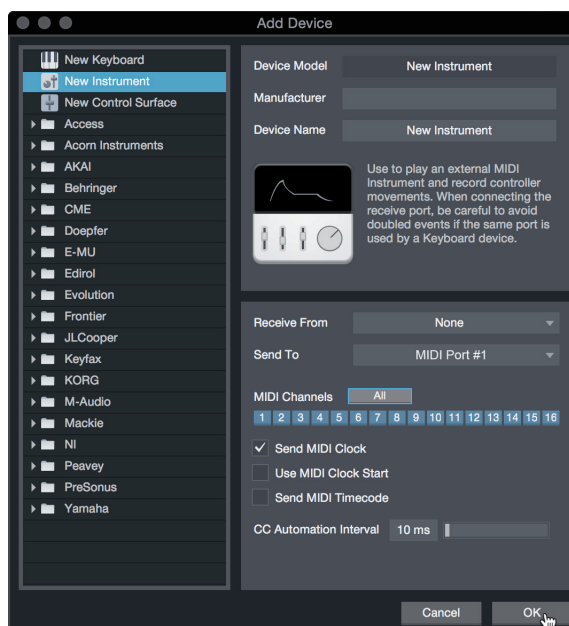 Add Device
New Keyboard
New Instrument
New Control Surface
Access
Acorn Instruments
AKAI
Behringer
CME
Doepfer
E-MU
Edirol
Evolution
Frontier
JLCooper
Keyfax
KORG
M-Audio
Mackie
NI
Peavey
PreSonus
Yamaha
Device Model New Instrument
Manufacturer
Device Name New Instrument
Use to play an external MIDI
Instrument and record controller
movements. When connecting the
receive port, be careful to avoid
doubled events if the same port is
used by a Keyboard device.
Receive From None
Send To MIDI Port #1
MIDI Channels All
1 2 3 4 5 6 7 8 9 10 11 12 13 14 15 16
Send MIDI Clock
Use MIDI Clock Start
Send MIDI Timecode
CC Automation Interval 10 ms
Cancel OK